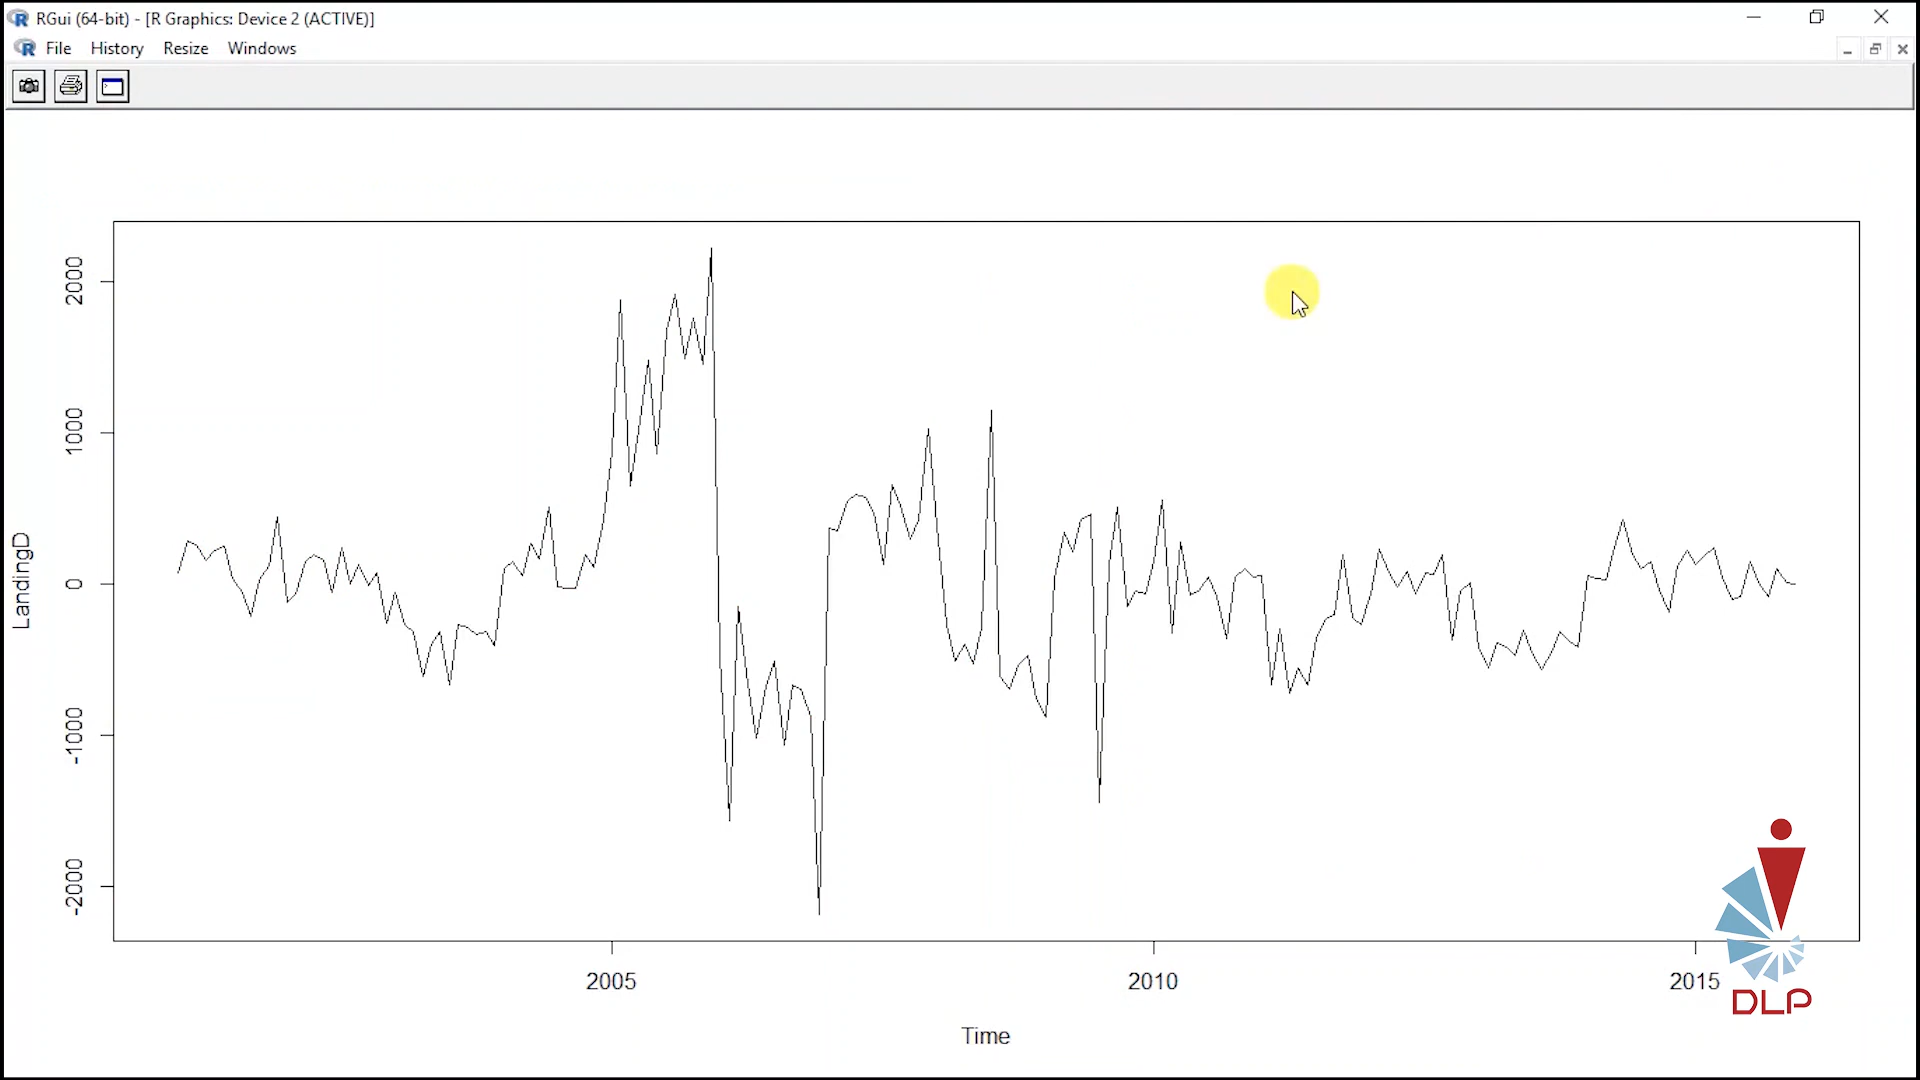 RGui (64-bit) - [R Graphics: Device 2 (ACTIVE)]
File History Resize Windows
2000
1000
0
-1000
-2000
LandingD
2005 2010 2015
Time
DLP